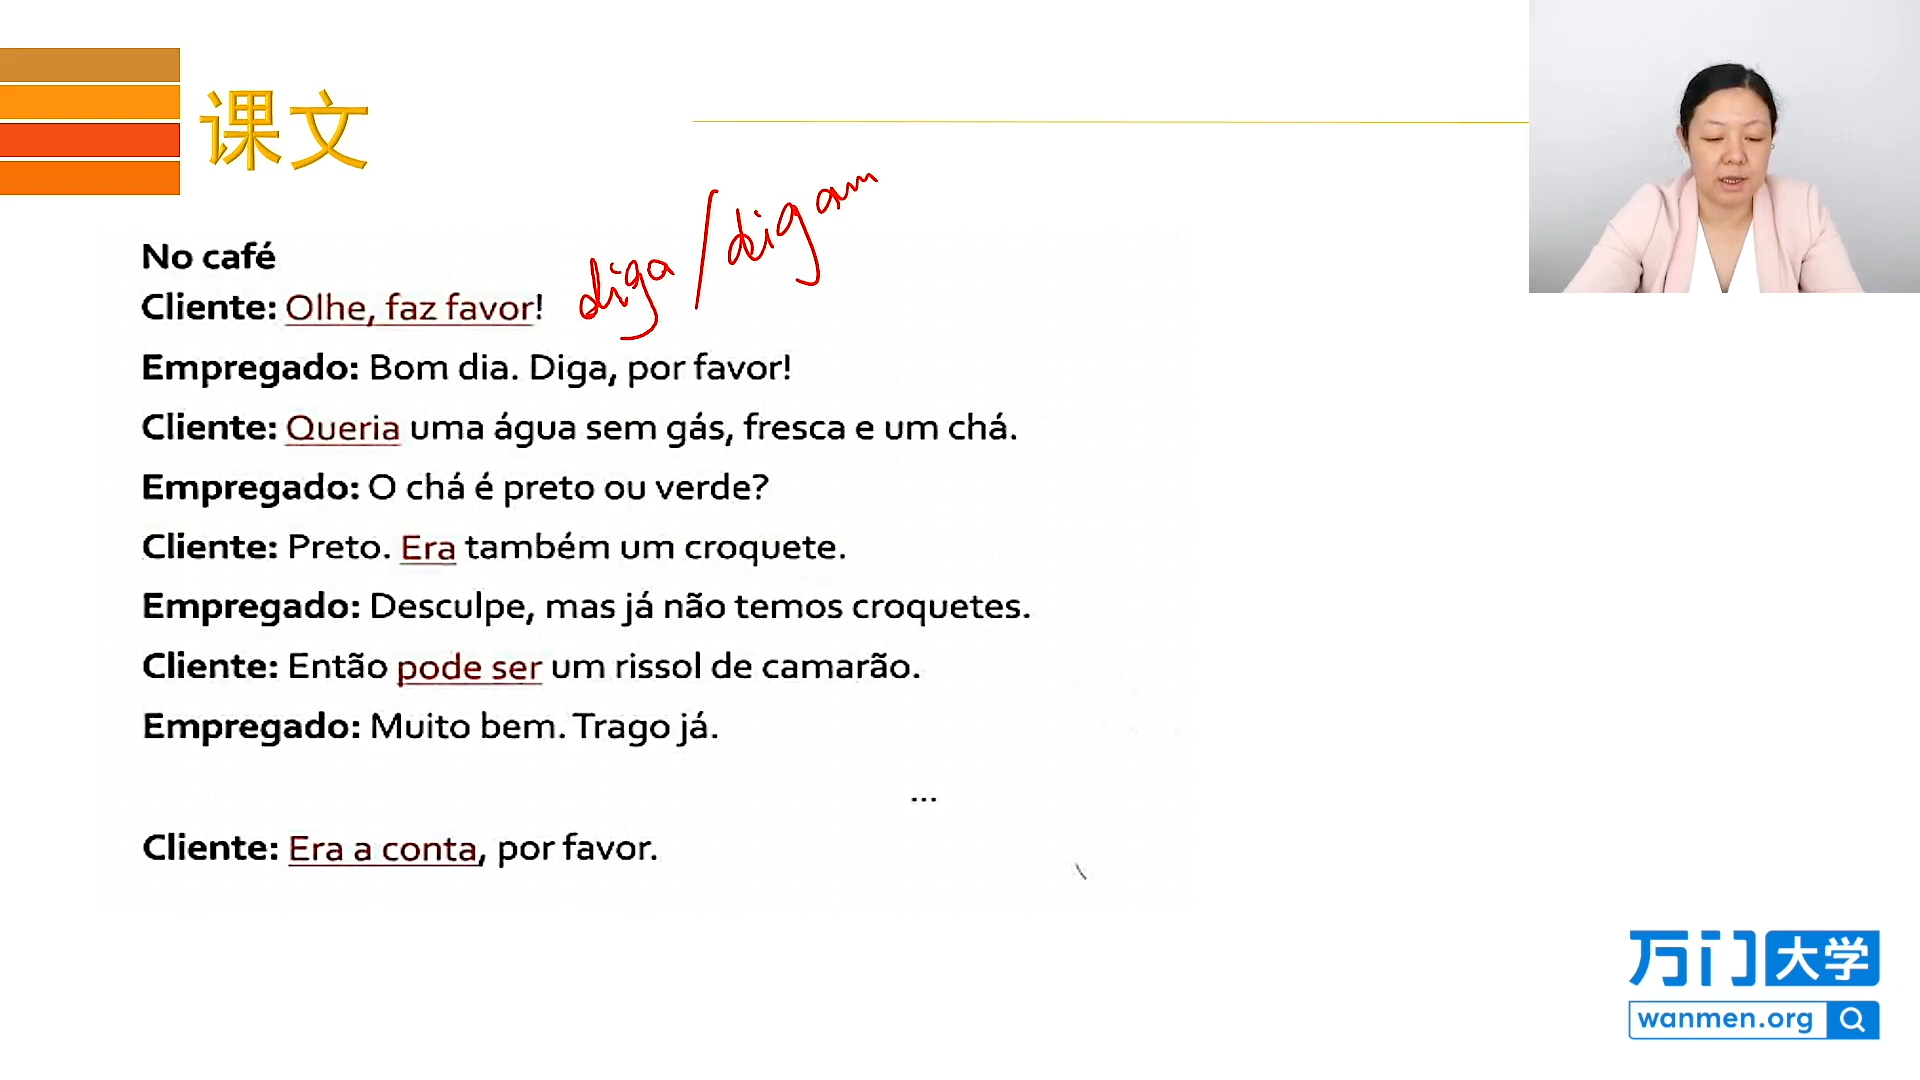 课文
diga / digam
No café
Cliente: Olhe, faz favor!
Empregado: Bom dia. Diga, por favor!
Cliente: Queria uma água sem gás, fresca e um chá.
Empregado: O chá é preto ou verde?
Cliente: Preto. Era também um croquete.
Empregado: Desculpe, mas já não temos croquetes.
Cliente: Então pode ser um rissol de camarão.
Empregado: Muito bem. Trago já.
...
Cliente: Era a conta, por favor.
万门大学
wanmen.org